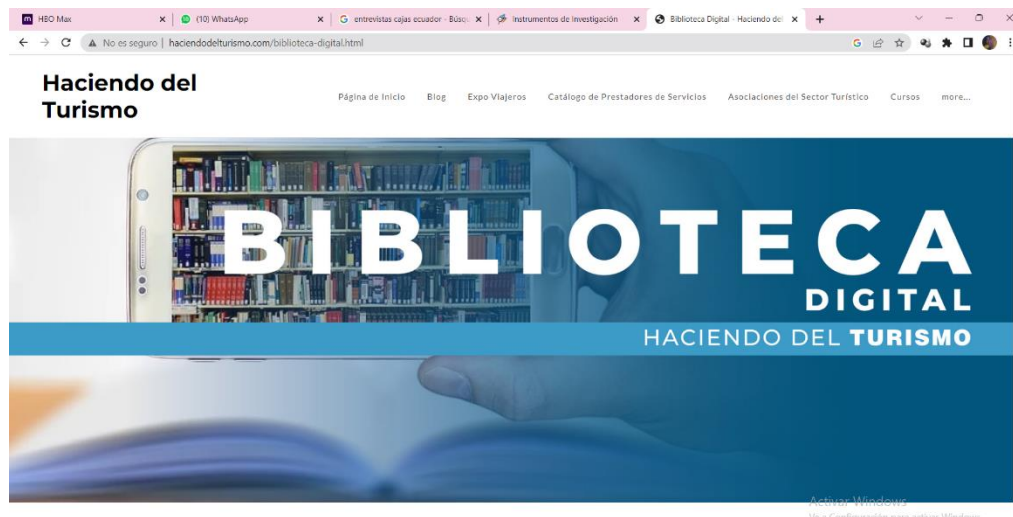 HBO Max
(10) WhatsApp
entrevistas cajas ecuador - Búsq
Instrumentos de Investigación
Biblioteca Digital - Haciendo del
No es seguro | haciendodelturismo.com/biblioteca-digital.html
Haciendo del
Turismo
Página de Inicio Blog Expo Viajeros Catálogo de Prestadores de Servicios Asociaciones del Sector Turístico Cursos more...
BIBLIOTECA
DIGITAL
HACIENDO DEL TURISMO
Activar Windows